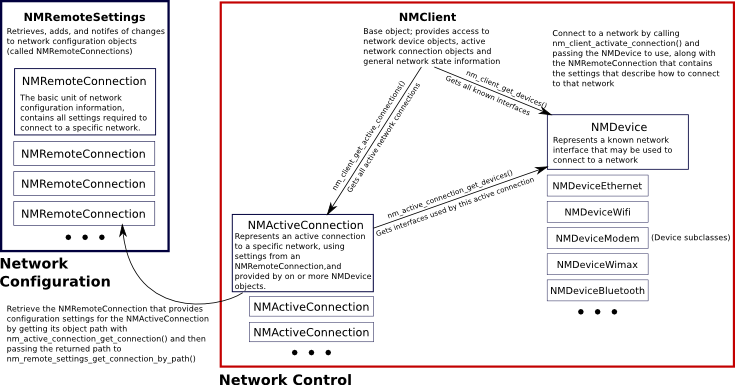 NMRemoteSettings
Retrieves, adds, and notifes of changes
to network configuration objects
(called NMRemoteConnections)
NMRemoteConnection
The basic unit of network
configuration information,
contains all settings required to
connect to a specific network.
NMRemoteConnection
NMRemoteConnection
NMRemoteConnection
Network
Configuration
Retrieve the NMRemoteConnection that provides
configuration settings for the NMActiveConnection
by getting its object path with
nm_active_connection_get_connection() and then
passing the returned path to
nm_remote_settings_get_connection_by_path()
NMClient
Base object; provides access to
network device objects, active
network connection objects and
general network state information
Connect to a network by calling
nm_client_activate_connection() and
passing the NMDevice to use, along with
the NMRemoteConnection that contains
the settings that describe how to connect
to that network
nm_client_get_devices()
Gets all known interfaces
nm_client_get_active_connections()
Gets all active network connections
nm_active_connection_get_devices()
Gets interfaces used by this active connection
NMDevice
Represents a known network
interface that may be used to
connect to a network
NMDeviceEthernet
NMDeviceWifi
NMDeviceModem
(Device subclasses)
NMDeviceWimax
NMDeviceBluetooth
NMActiveConnection
Represents an active connection
to a specific network, using
settings from an
NMRemoteConnection,and
provided by on or more NMDevice
objects.
NMActiveConnection
NMActiveConnection
Network Control